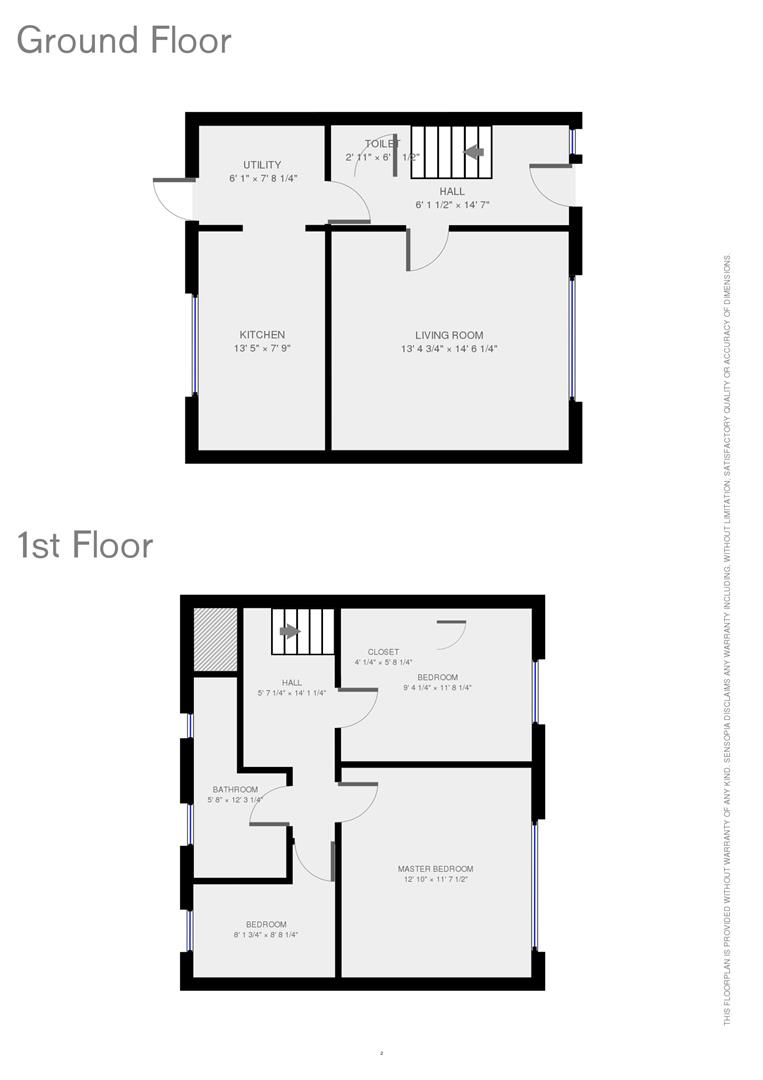 Ground Floor
TOILET
2' 11" × 6' 1 1/2"
UTILITY
6' 1" × 7' 8 1/4"
HALL
6' 1 1/2" × 14' 7"
KITCHEN
13' 5" × 7' 9"
LIVING ROOM
13' 4 3/4" × 14' 6 1/4"
1st Floor
CLOSET
4' 1/4" × 5' 8 1/4"
BEDROOM
9' 4 1/4" × 11' 8 1/4"
HALL
5' 7 1/4" × 14' 1 1/4"
BATHROOM
5' 8" × 12' 3 1/4"
MASTER BEDROOM
12' 10" × 11' 7 1/2"
BEDROOM
8' 1 3/4" × 8' 8 1/4"
THIS FLOORPLAN IS PROVIDED WITHOUT WARRANTY OF ANY KIND. SENSOPIA DISCLAIMS ANY WARRANTY INCLUDING, WITHOUT LIMITATION, SATISFACTORY QUALITY OR ACCURACY OF DIMENSIONS.
2